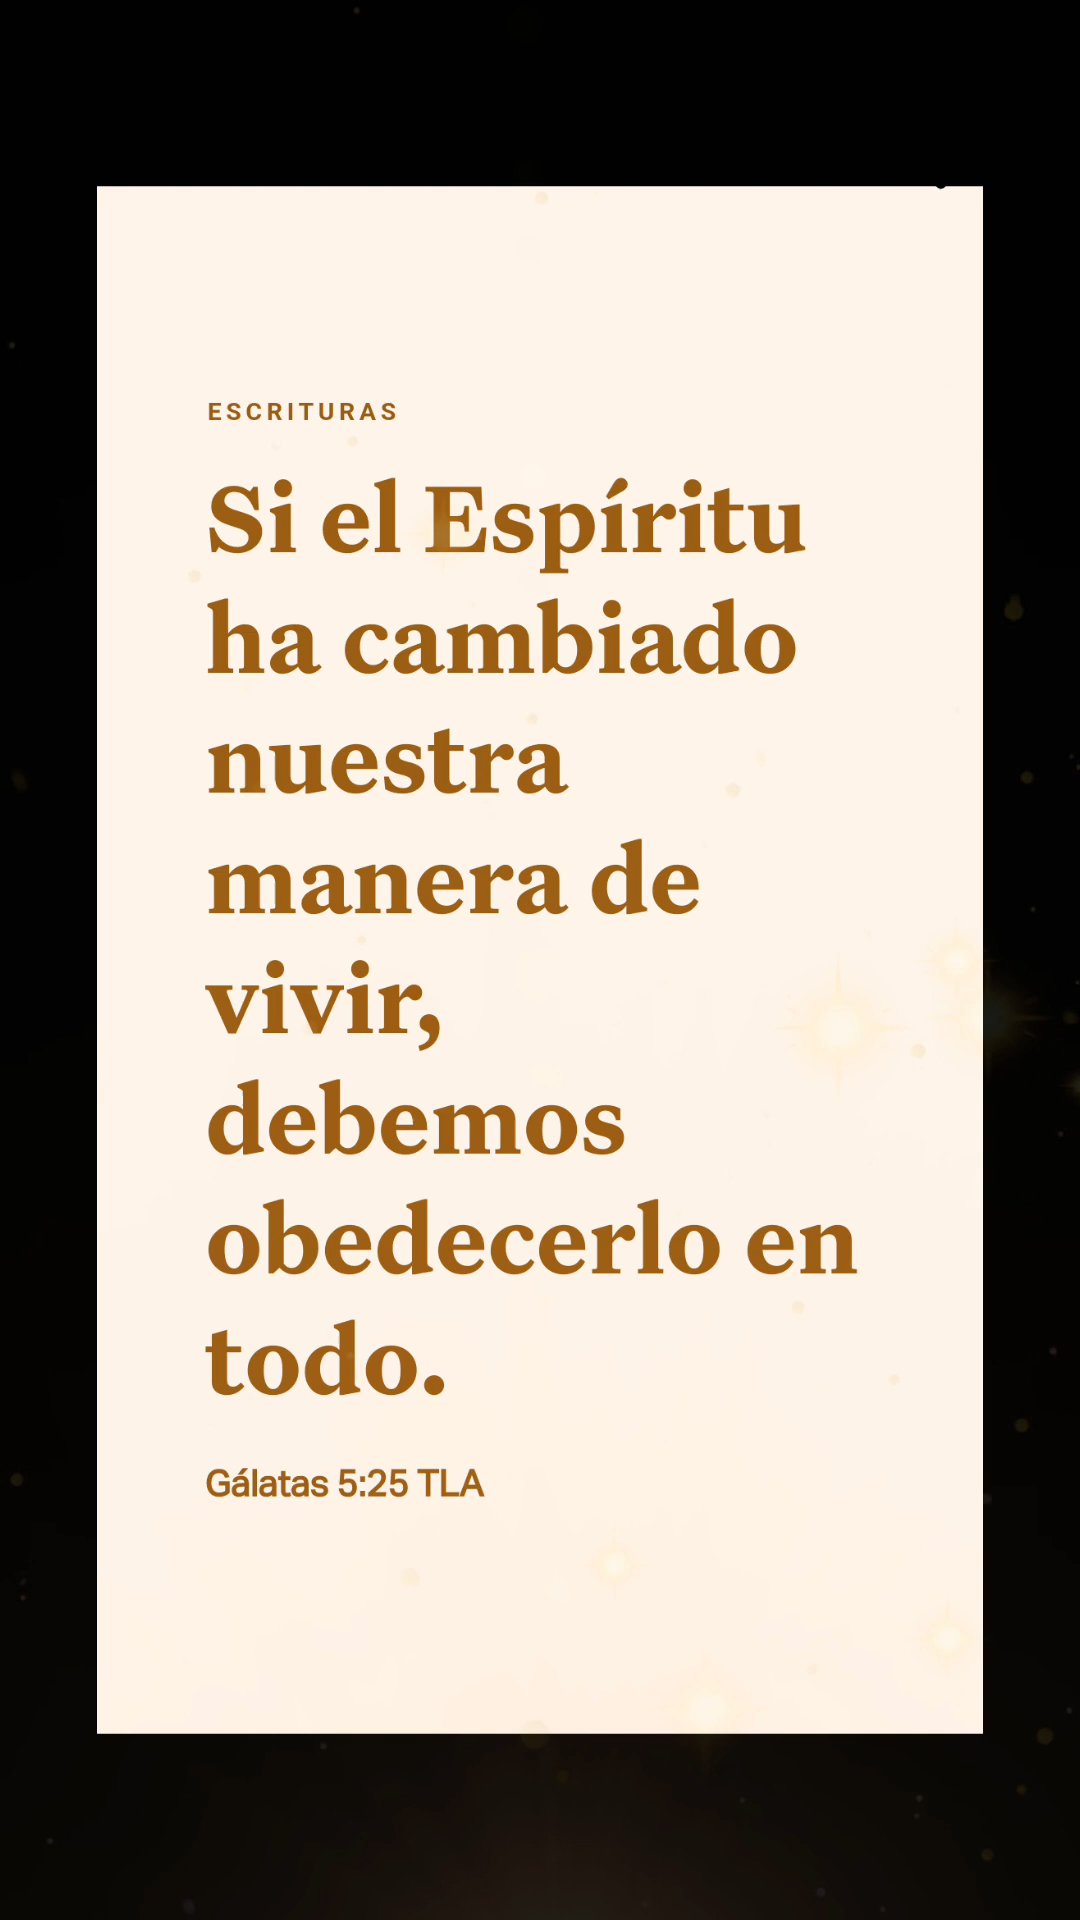 ESCRITURAS
Si el Espíritu
ha cambiado
nuestra
manera de
vivir,
debemos
obedecerlo en
todo.
Gálatas 5:25 TLA